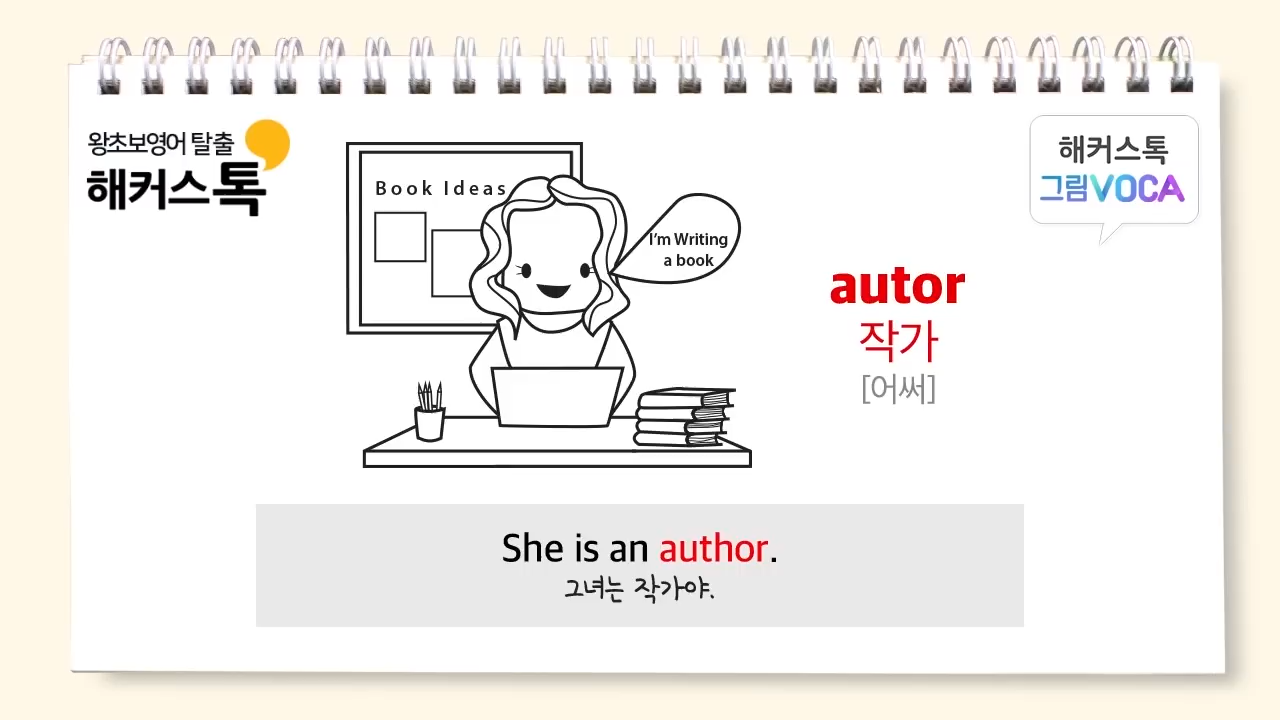 왕초보영어 탈출
해커스톡
Book Ideas
I'm Writing
a book
해커스톡
그림VOCA
autor
작가
[어써]
She is an author.
그녀는 작가야.